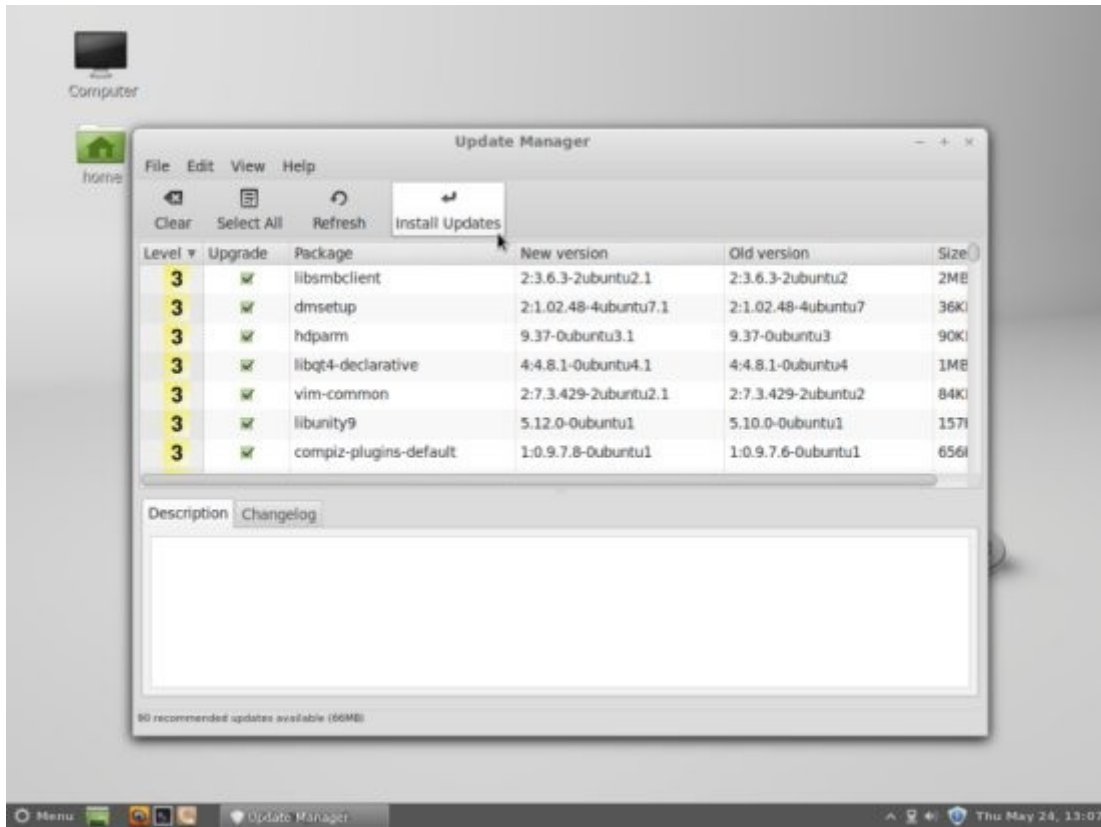 Computer
home
Update Manager
File Edit View Help
Clear Select All Refresh Install Updates
Level Upgrade Package New version Old version Size
3 libsmbclient 2:3.6.3-2ubuntu2.1 2:3.6.3-2ubuntu2 2MB
3 dmsetup 2:1.02.48-4ubuntu7.1 2:1.02.48-4ubuntu7 36K
3 hdparm 9.37-0ubuntu3.1 9.37-0ubuntu3 90K
3 libqt4-declarative 4:4.8.1-0ubuntu4.1 4:4.8.1-0ubuntu4 1MB
3 vim-common 2:7.3.429-2ubuntu2.1 2:7.3.429-2ubuntu2 84K
3 libunity9 5.12.0-0ubuntu1 5.10.0-0ubuntu1 157
3 compiz-plugins-default 1:0.9.7.8-0ubuntu1 1:0.9.7.6-0ubuntu1 656
Description Changelog
recommended updates available (66MB)
Menu Update Manager Thu May 24, 13:07